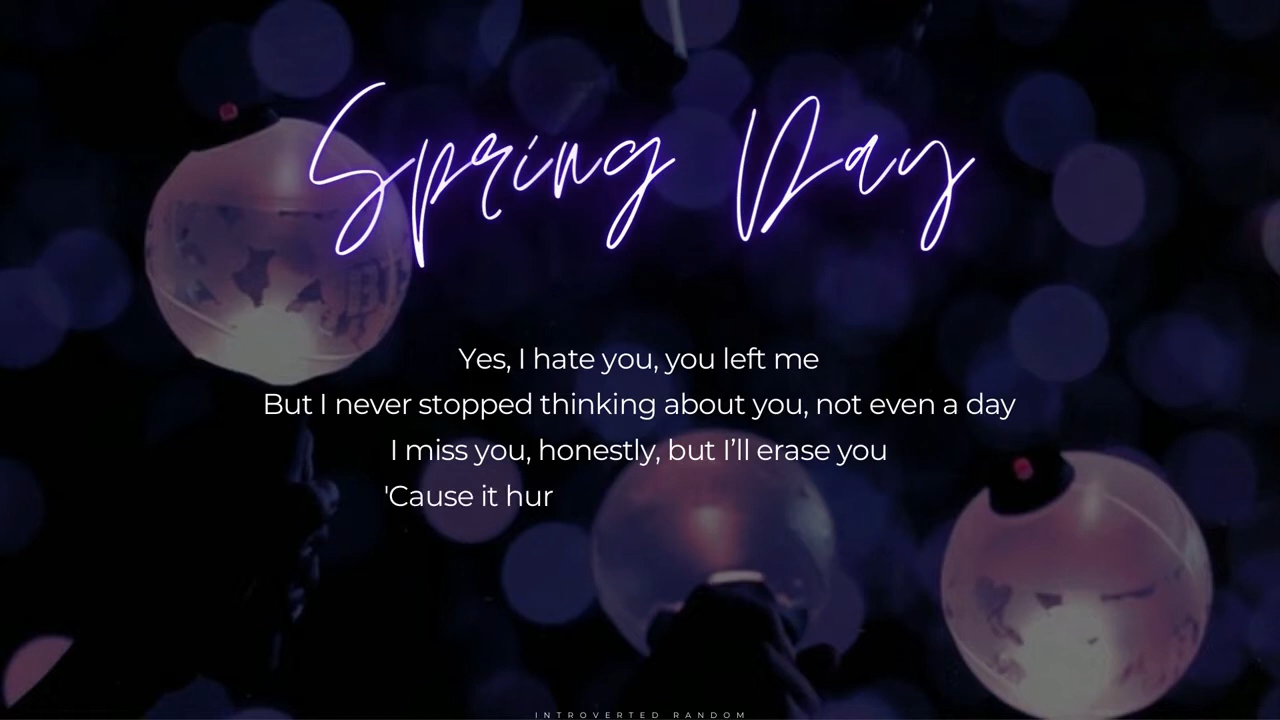 Spring Day
Yes, I hate you, you left me
But I never stopped thinking about you, not even a day
I miss you, honestly, but I’ll erase you
'Cause it hur
INTROVERTED RANDOM